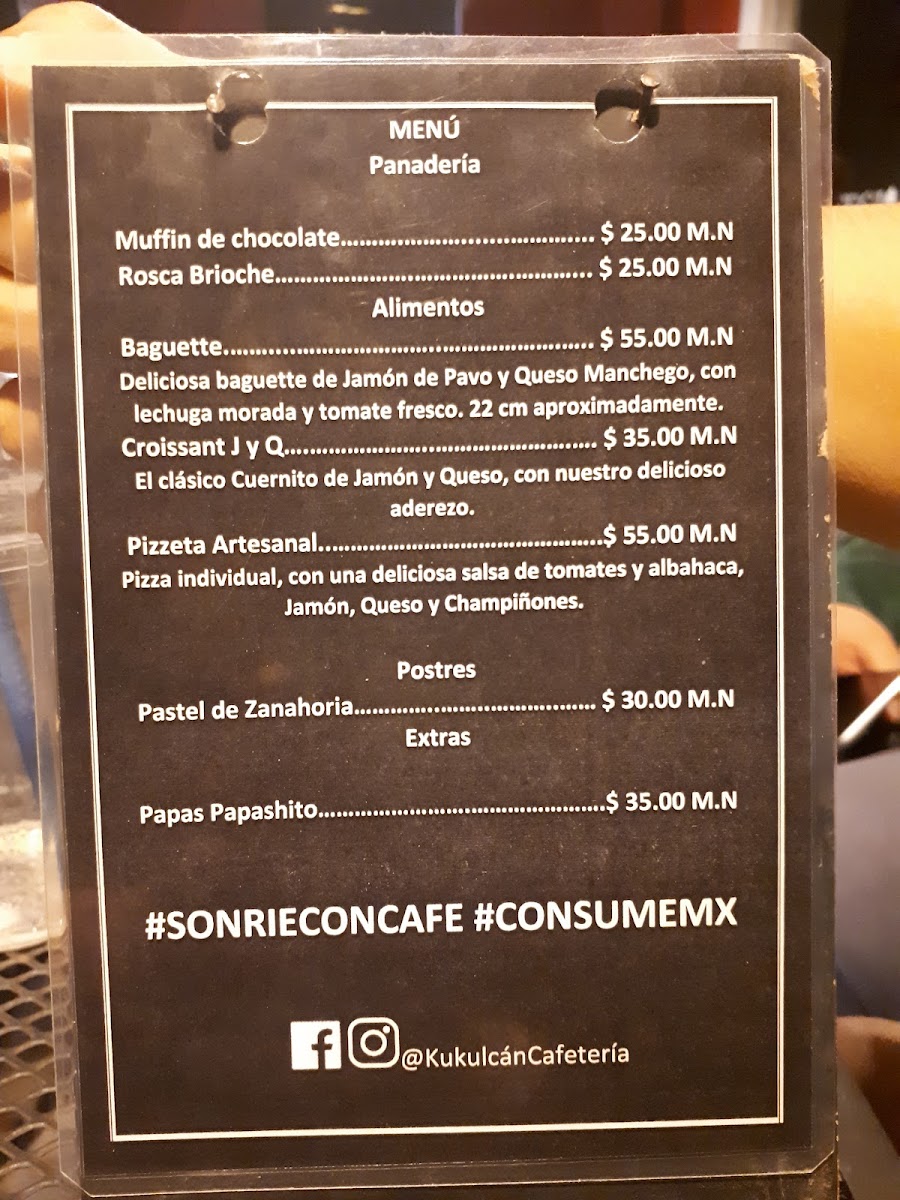 MENÚ
Panadería
Muffin de chocolate........................................ $ 25.00 M.N
Rosca Brioche.................................................. $ 25.00 M.N
Alimentos
Baguette.......................................................... $ 55.00 M.N
Deliciosa baguette de Jamón de Pavo y Queso Manchego, con
lechuga morada y tomate fresco. 22 cm aproximadamente.
Croissant J y Q................................................. $ 35.00 M.N
El clásico Cuernito de Jamón y Queso, con nuestro delicioso
aderezo.
Pizzeta Artesanal.............................................$ 55.00 M.N
Pizza individual, con una deliciosa salsa de tomates y albahaca,
Jamón, Queso y Champiñones.
Postres
Pastel de Zanahoria...................................... $ 30.00 M.N
Extras
Papas Papashito.............................................$ 35.00 M.N
#SONRIECONCAFE #CONSUMEMX
@KukulcánCafetería